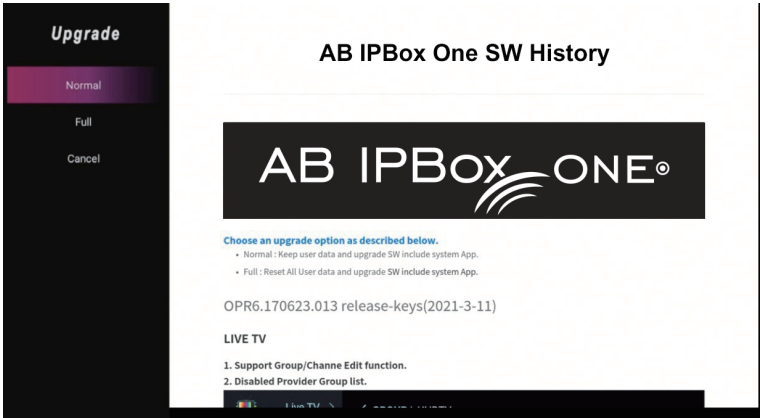 Upgrade
Normal
Full
Cancel
AB IPBox One SW History
AB IPBox ONE
Choose an upgrade option as described below.
• Normal : Keep user data and upgrade SW include system App.
• Full : Reset All User data and upgrade SW include system App.
OPR6.170623.013 release-keys(2021-3-11)
LIVE TV
1. Support Group/Channe Edit function.
2. Disabled Provider Group list.
Live TV